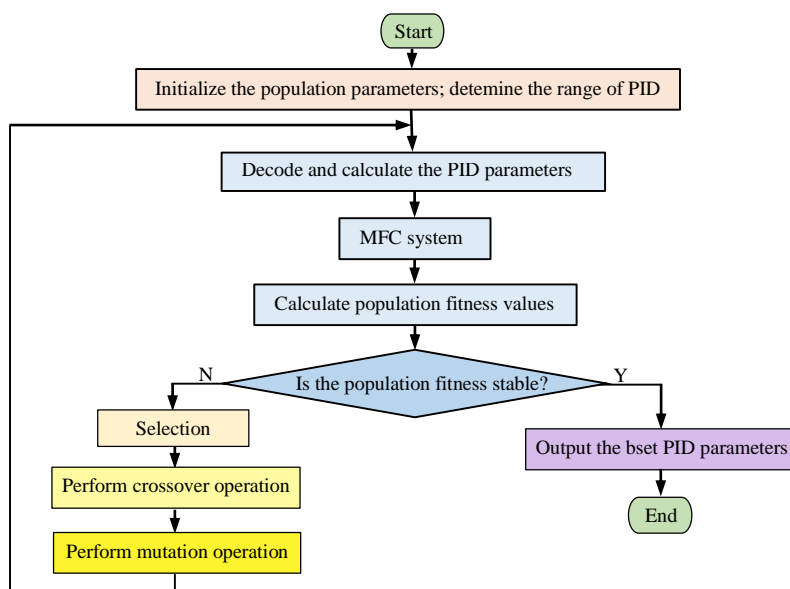 Start
Initialize the population parameters; detemine the range of PID
Decode and calculate the PID parameters
MFC system
Calculate population fitness values
Is the population fitness stable?
N
Y
Selection
Output the bset PID parameters
Perform crossover operation
End
Perform mutation operation